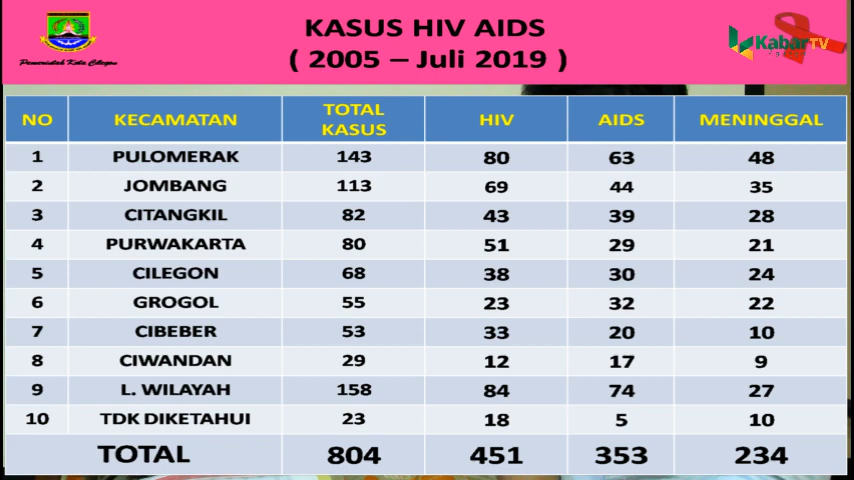 KASUS HIV AIDS
( 2005 – Juli 2019 )
Pemerintah Kota Cilegon
KabarTV
NO KECAMATAN TOTAL KASUS HIV AIDS MENINGGAL
1 PULOMERAK 143 80 63 48
2 JOMBANG 113 69 44 35
3 CITANGKIL 82 43 39 28
4 PURWAKARTA 80 51 29 21
5 CILEGON 68 38 30 24
6 GROGOL 55 23 32 22
7 CIBEBER 53 33 20 10
8 CIWANDAN 29 12 17 9
9 L. WILAYAH 158 84 74 27
10 TDK DIKETAHUI 23 18 5 10
TOTAL 804 451 353 234